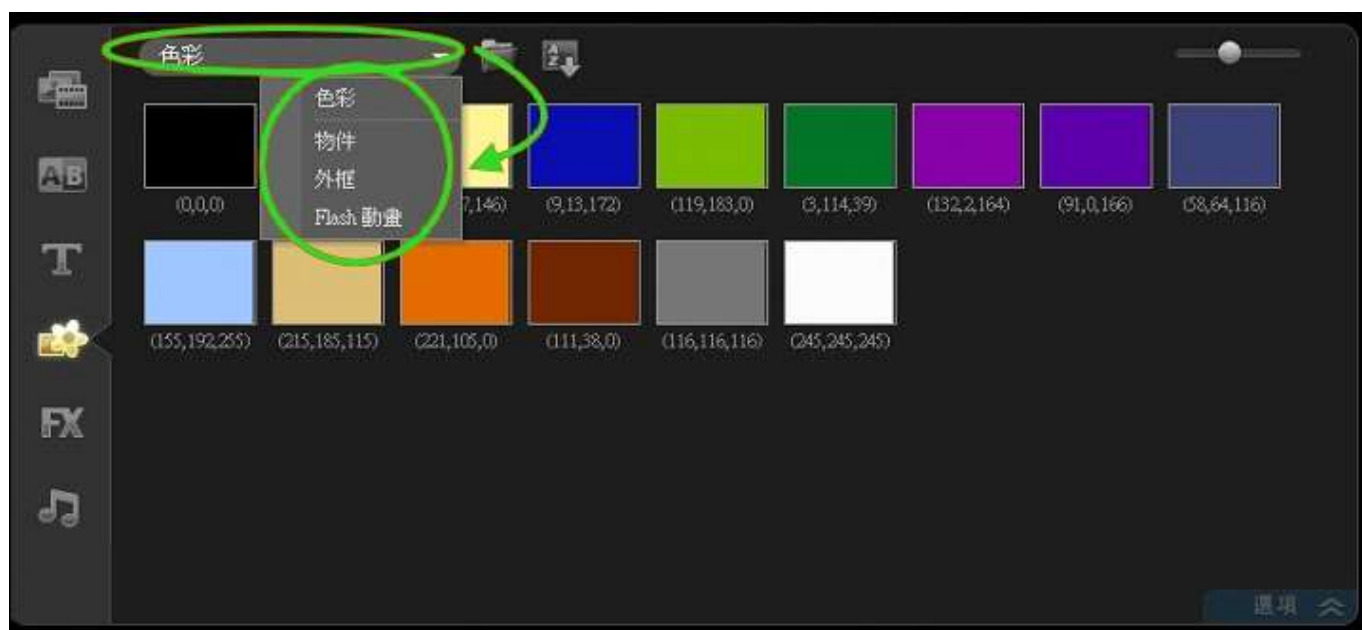 色彩
色彩
物件
外框
Flash 動畫
AB
T
FX
(0,0,0)
7,146)
(9,13,172)
(119,183,0)
(3,114,39)
(132,2,164)
(91,0,166)
(58,64,116)
(155,192,255)
(215,185,115)
(221,105,0)
(111,38,0)
(116,116,116)
(245,245,245)
選項